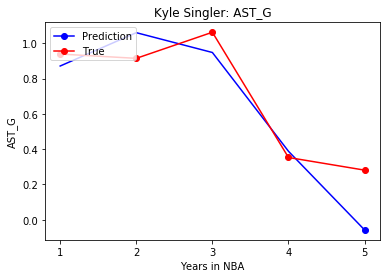 Kyle Singler: AST_G
Prediction
True
AST_G
1.0
0.8
0.6
0.4
0.2
0.0
1 2 3 4 5
Years in NBA